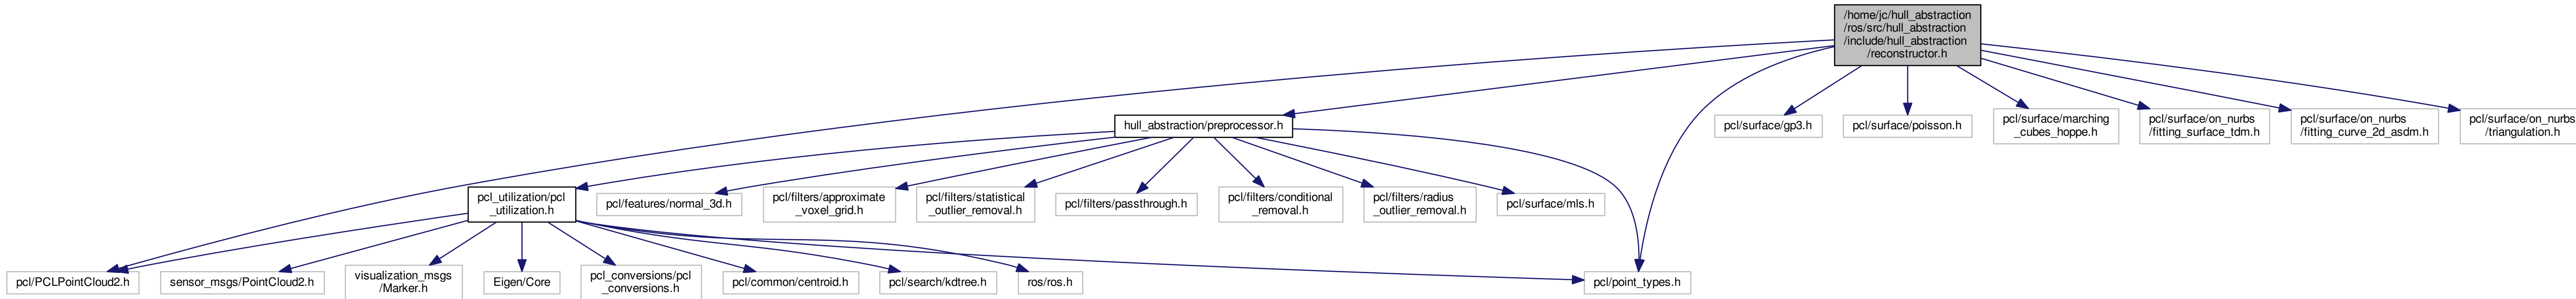 /home/jc/hull_abstraction
/ros/src/hull_abstraction
/include/hull_abstraction
/reconstructor.h
hull_abstraction/preprocessor.h
pcl/surface/gp3.h
pcl/surface/poisson.h
pcl/surface/marching
_cubes_hoppe.h
pcl/surface/on_nurbs
/fitting_surface_tdm.h
pcl/surface/on_nurbs
/fitting_curve_2d_asdm.h
pcl/surface/on_nurbs
/triangulation.h
pcl_utilization/pcl
_utilization.h
pcl/features/normal_3d.h
pcl/filters/approximate
_voxel_grid.h
pcl/filters/statistical
_outlier_removal.h
pcl/filters/passthrough.h
pcl/filters/conditional
_removal.h
pcl/filters/radius
_outlier_removal.h
pcl/surface/mls.h
pcl/PCLPointCloud2.h
sensor_msgs/PointCloud2.h
visualization_msgs
/Marker.h
Eigen/Core
pcl_conversions/pcl
_conversions.h
pcl/common/centroid.h
pcl/search/kdtree.h
ros/ros.h
pcl/point_types.h